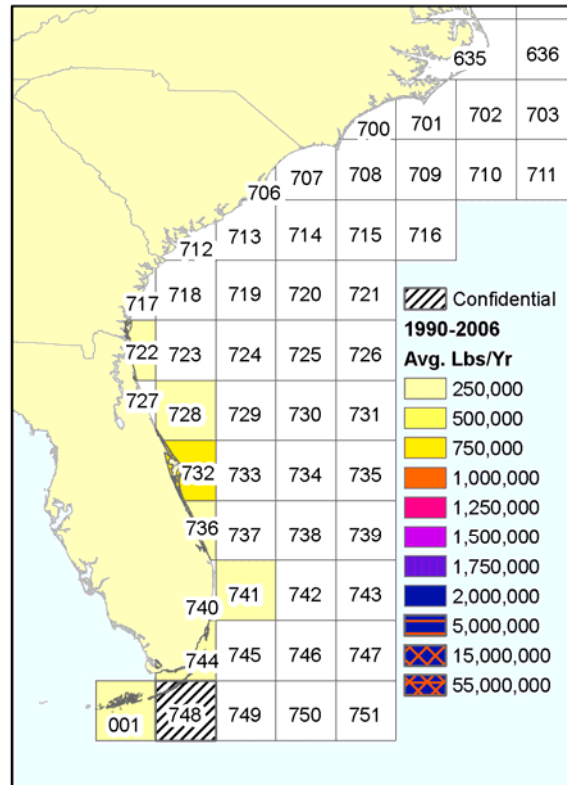 635 636
700 701 702 703
706 707 708 709 710 711
712 713 714 715 716
717 718 719 720 721
722 723 724 725 726
727 728 729 730 731
732 733 734 735
736 737 738 739
740 741 742 743
744 745 746 747
001 748 749 750 751
Confidential
1990-2006
Avg. Lbs/Yr
250,000
500,000
750,000
1,000,000
1,250,000
1,500,000
1,750,000
2,000,000
5,000,000
15,000,000
55,000,000